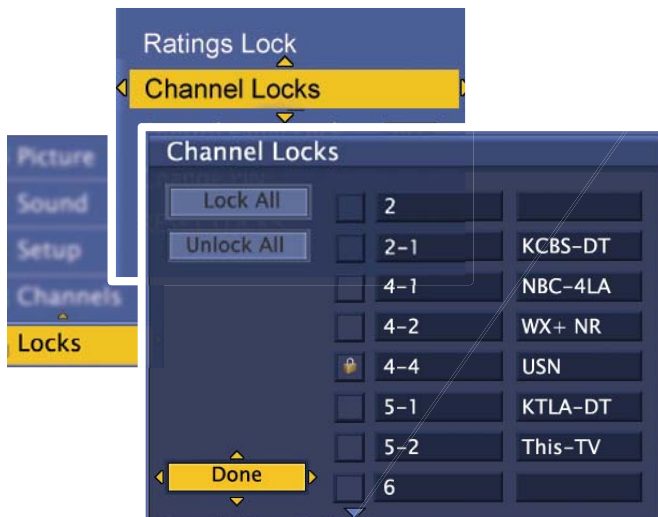 Ratings Lock
Channel Locks
Picture
Sound
Setup
Channels
Locks
Channel Locks
Lock All
Unlock All
Done
2
2-1 KCBS-DT
4-1 NBC-4LA
4-2 WX+ NR
4-4 USN
5-1 KTLA-DT
5-2 This-TV
6